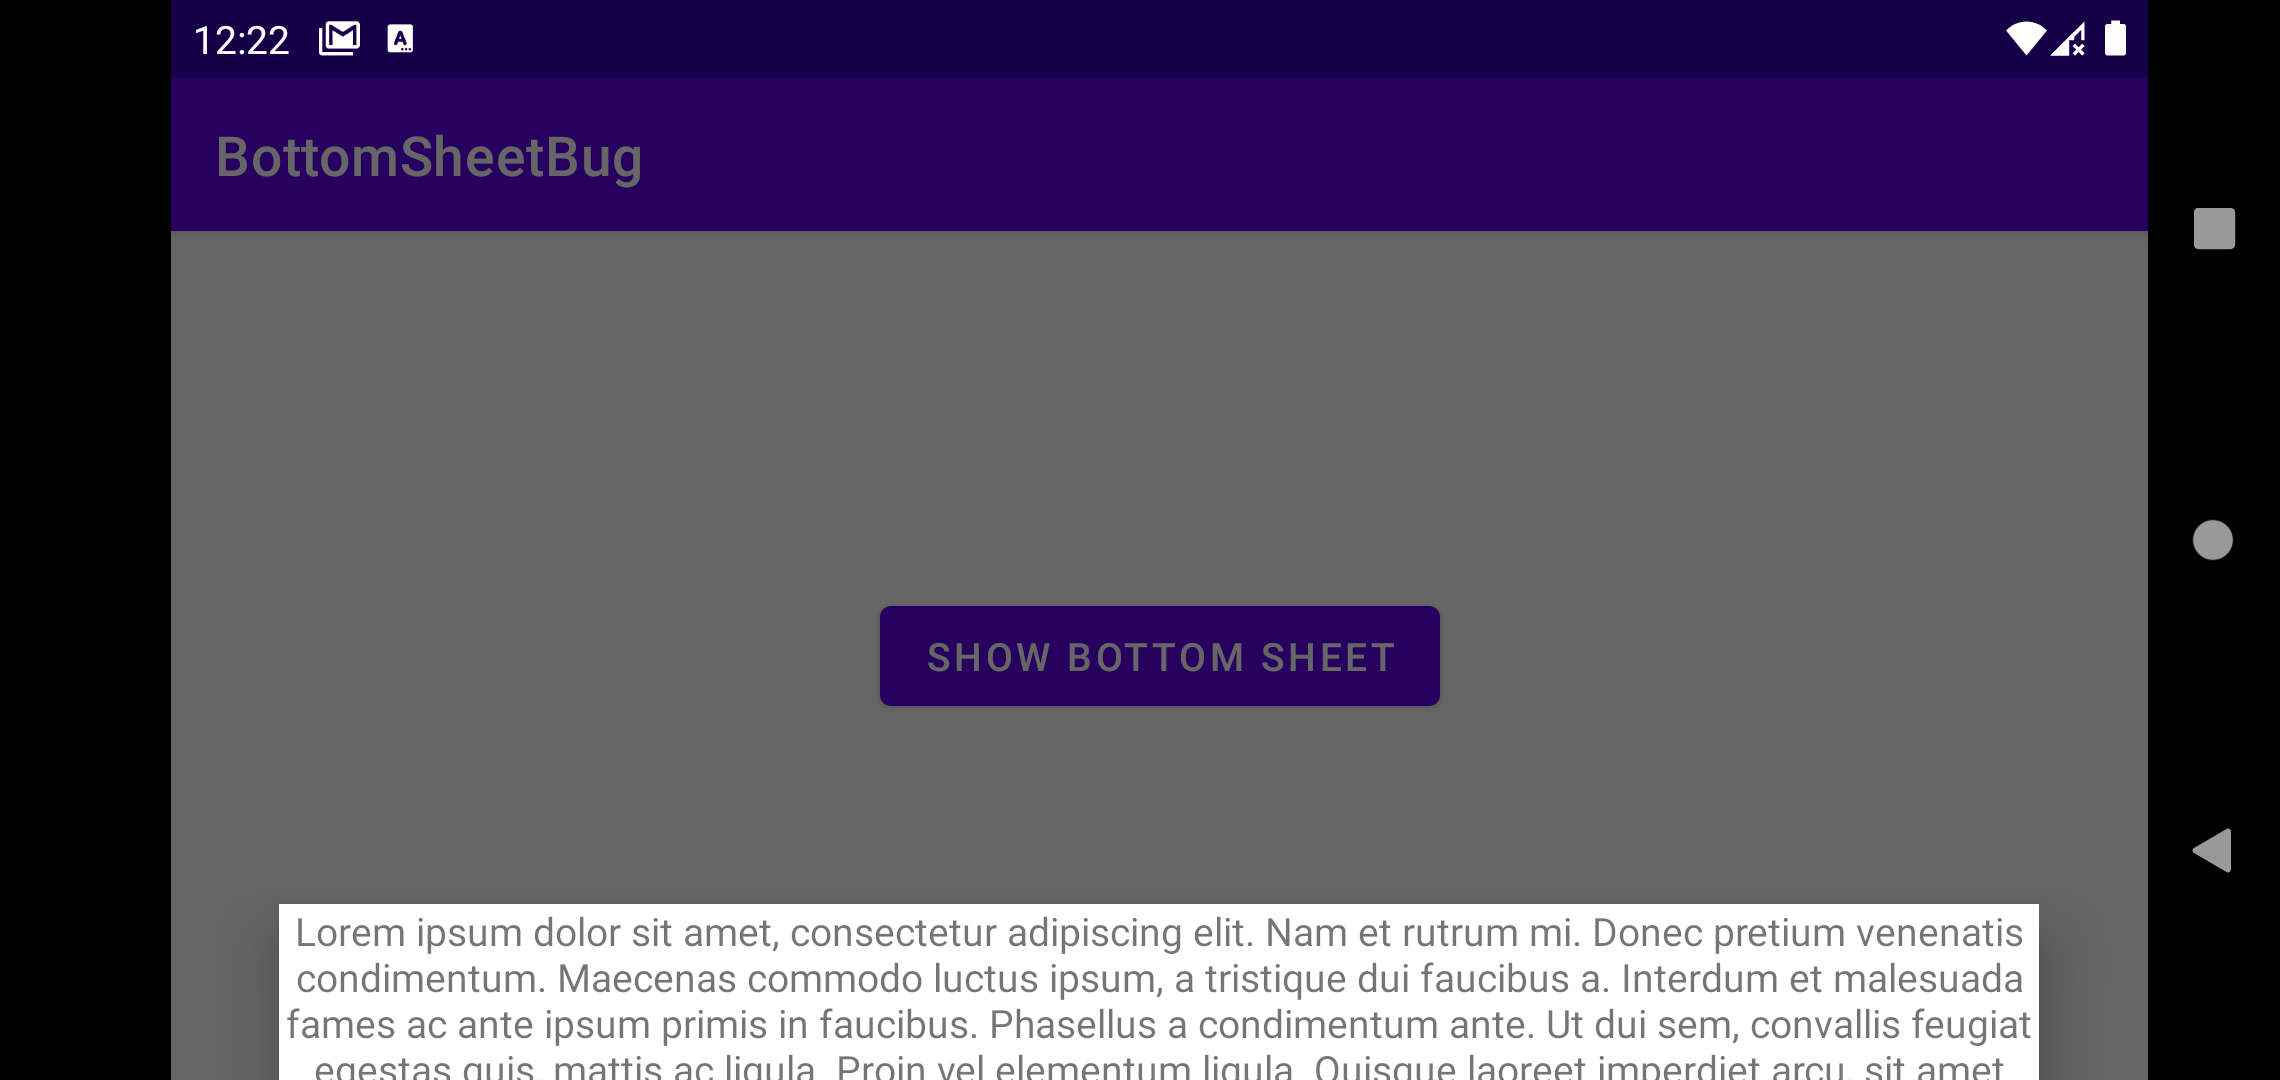 12:22
BottomSheetBug
SHOW BOTTOM SHEET
Lorem ipsum dolor sit amet, consectetur adipiscing elit. Nam et rutrum mi. Donec pretium venenatis
condimentum. Maecenas commodo luctus ipsum, a tristique dui faucibus a. Interdum et malesuada
fames ac ante ipsum primis in faucibus. Phasellus a condimentum ante. Ut dui sem, convallis feugiat
egestas quis, mattis ac ligula. Proin vel elementum ligula. Quisque laoreet imperdiet arcu, sit amet